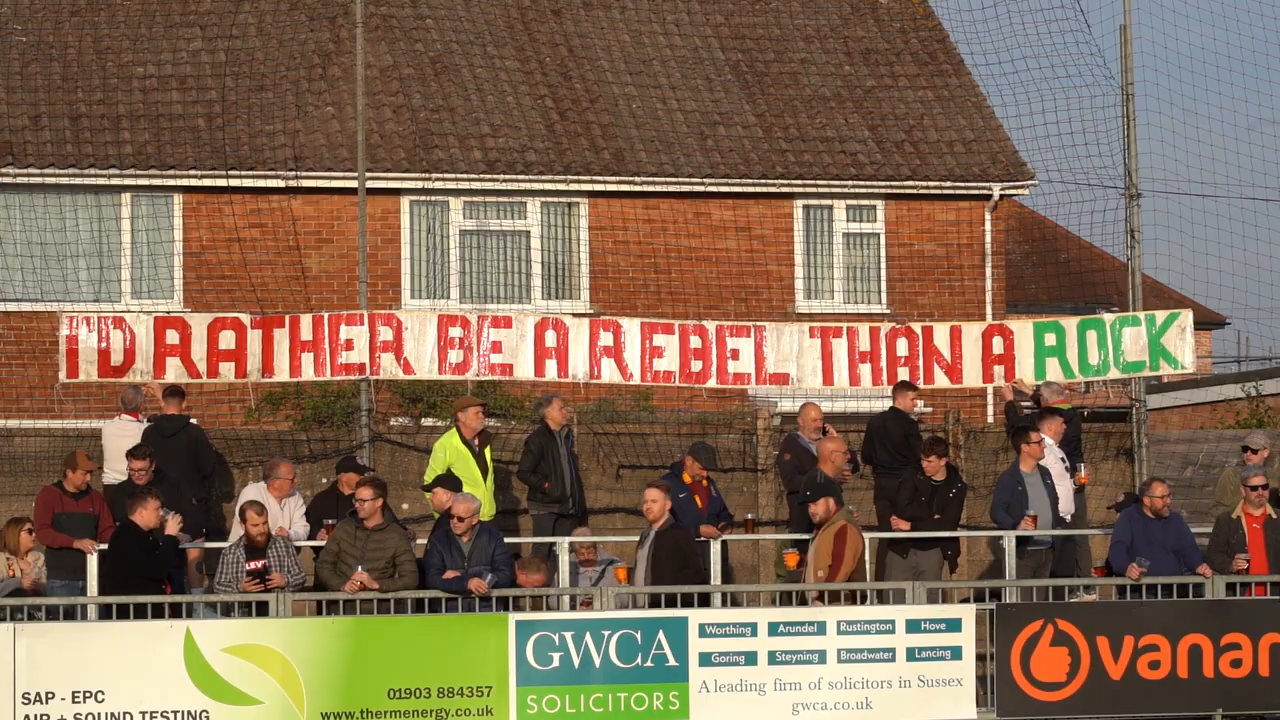 I'D RATHER BE A REBEL THAN A ROCK
LEVI'S
SAP - EPC
AIR + SOUND TESTING
01903 884357
www.thermenergy.co.uk
GWCA
SOLICITORS
Worthing Arundel Rustington Hove
Goring Steyning Broadwater Lancing
A leading firm of solicitors in Sussex
gwca.co.uk
vanar